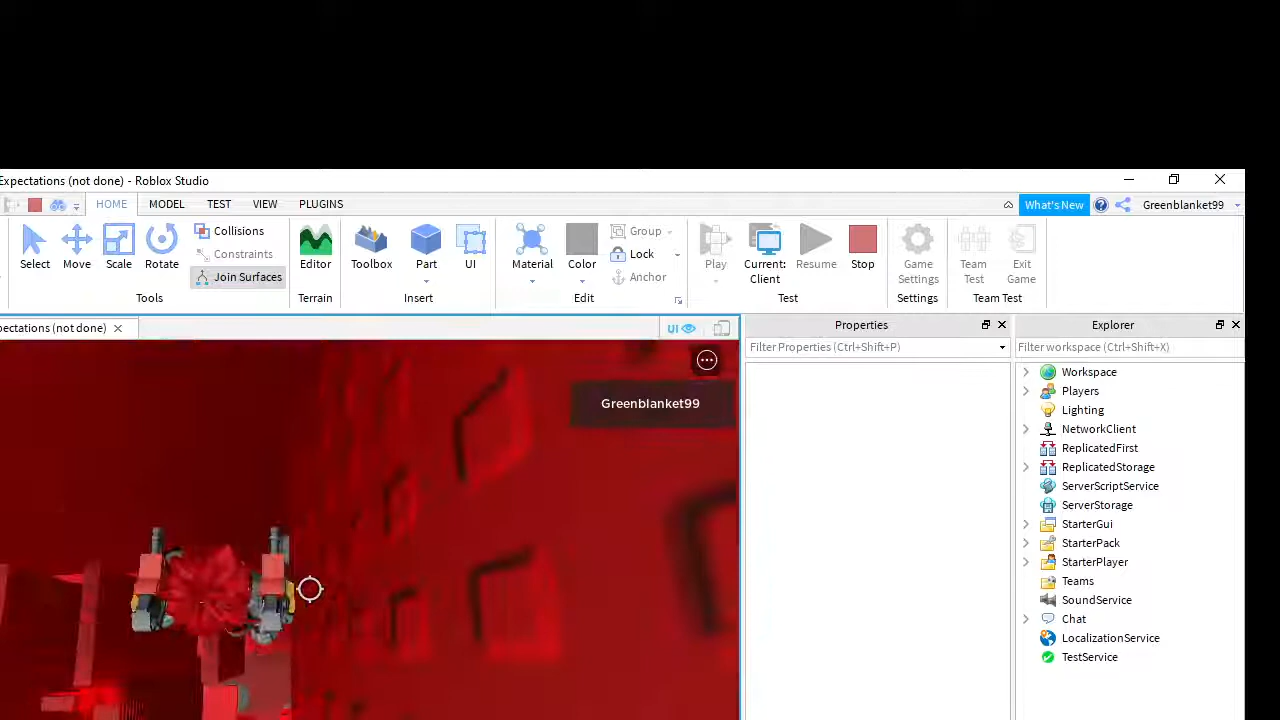 Expectations (not done) - Roblox Studio
HOME MODEL TEST VIEW PLUGINS What's New Greenblanket99
Select Move Scale Rotate Collisions Constraints Join Surfaces
Editor Toolbox Part UI Material Color Group Lock Anchor
Play Current: Client Resume Stop Game Settings Team Test Exit Game
Tools Terrain Insert Edit Test Settings Team Test
pectations (not done) UI
Properties Explorer
Filter Properties (Ctrl+Shift+P) Filter workspace (Ctrl+Shift+X)
Greenblanket99
Workspace
Players
Lighting
NetworkClient
ReplicatedFirst
ReplicatedStorage
ServerScriptService
ServerStorage
StarterGui
StarterPack
StarterPlayer
Teams
SoundService
Chat
LocalizationService
TestService